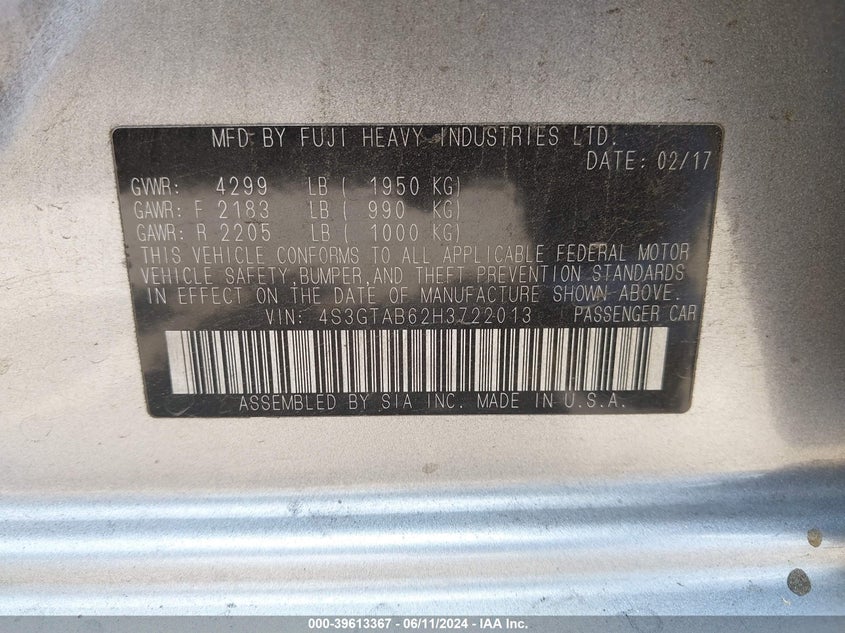 MFD BY FUJI HEAVY INDUSTRIES LTD.
DATE: 02/17
GVWR: 4299 LB ( 1950 KG)
GAWR: F 2183 LB ( 990 KG)
GAWR: R 2205 LB ( 1000 KG)
THIS VEHICLE CONFORMS TO ALL APPLICABLE FEDERAL MOTOR
VEHICLE SAFETY,BUMPER,AND THEFT PREVENTION STANDARDS
IN EFFECT ON THE DATE OF MANUFACTURE SHOWN ABOVE.
VIN: 4S3GTAB62H3722013 PASSENGER CAR
ASSEMBLED BY SIA INC. MADE IN U.S.A.
000-39613367 - 06/11/2024 - IAA Inc.